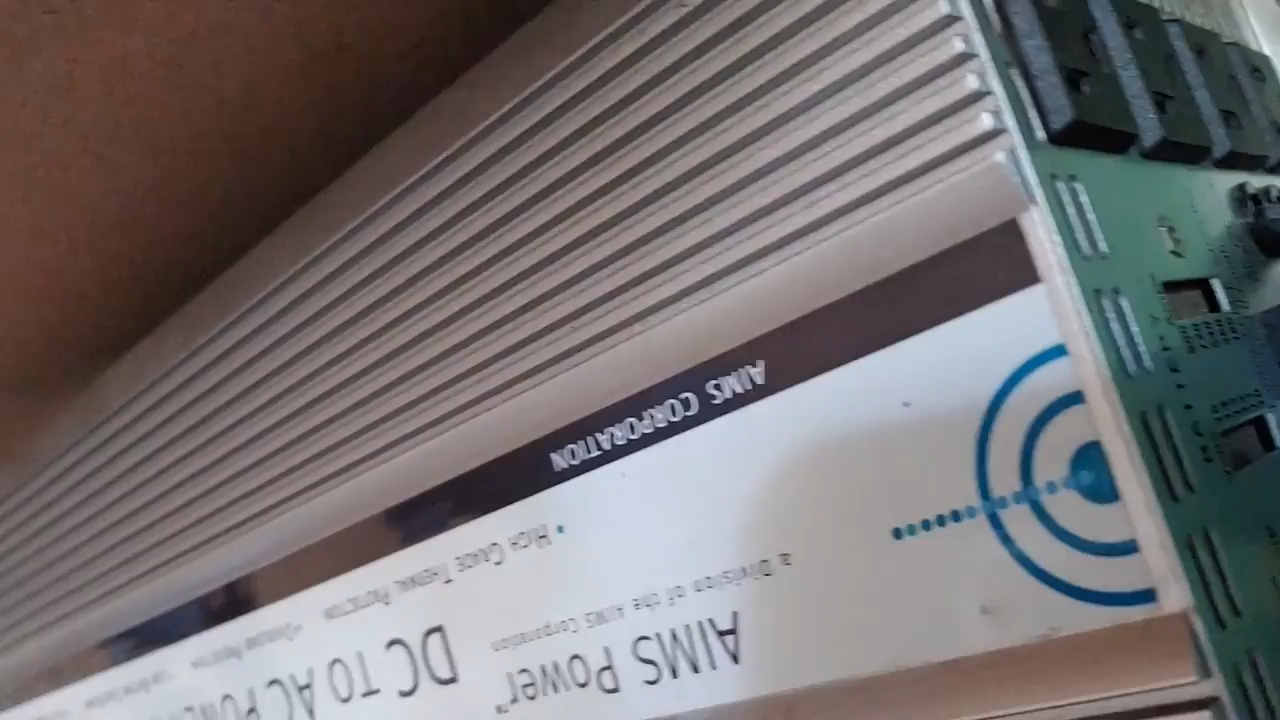 AIMS Power™
a Division of the AIMS Corporation
DC TO AC POWER
• HIGH GRADE THERMAL PROTECTION
AIMS CORPORATION